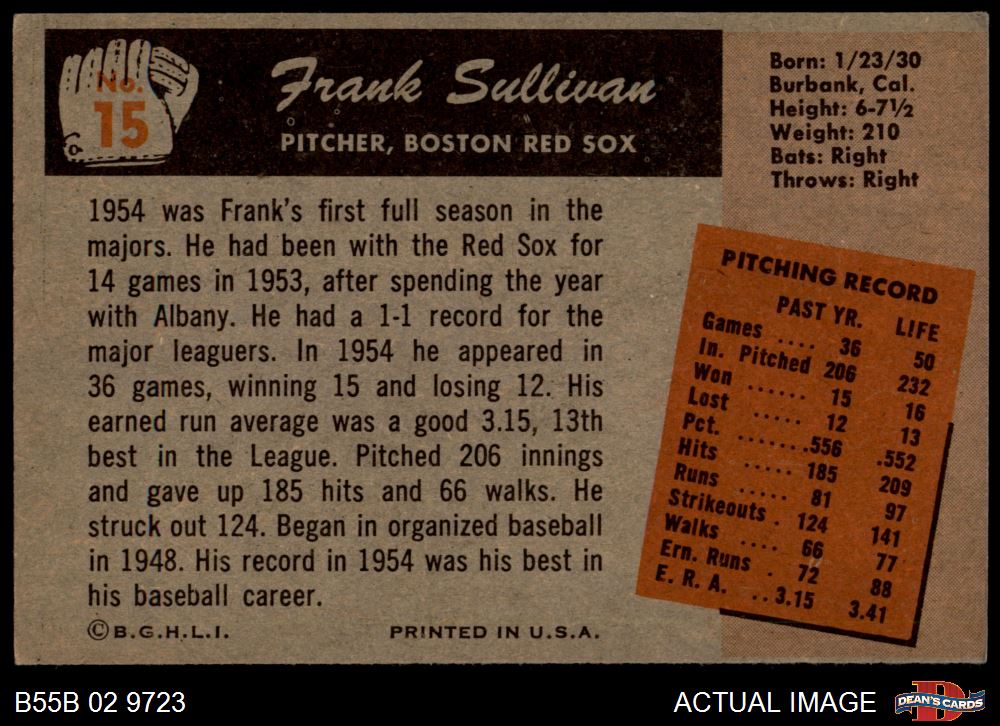 No.
15
Frank Sullivan
PITCHER, BOSTON RED SOX
Born: 1/23/30
Burbank, Cal.
Height: 6-7½
Weight: 210
Bats: Right
Throws: Right
1954 was Frank's first full season in the
majors. He had been with the Red Sox for
14 games in 1953, after spending the year
with Albany. He had a 1-1 record for the
major leaguers. In 1954 he appeared in
36 games, winning 15 and losing 12. His
earned run average was a good 3.15, 13th
best in the League. Pitched 206 innings
and gave up 185 hits and 66 walks. He
struck out 124. Began in organized baseball
in 1948. His record in 1954 was his best in
his baseball career.
©B.G.H.L.I. PRINTED IN U.S.A.
PITCHING RECORD
PAST YR. LIFE
Games .... 36 50
In. Pitched 206 232
Won ...... 15 16
Lost ..... 12 13
Pct. .......556 .552
Hits ..... 185 209
Runs ..... 81 97
Strikeouts . 124 141
Walks .... 66 77
Ern. Runs . 72 88
E. R. A. ..3.15 3.41
B55B 02 9723
ACTUAL IMAGE
D
DEAN'S CARDS